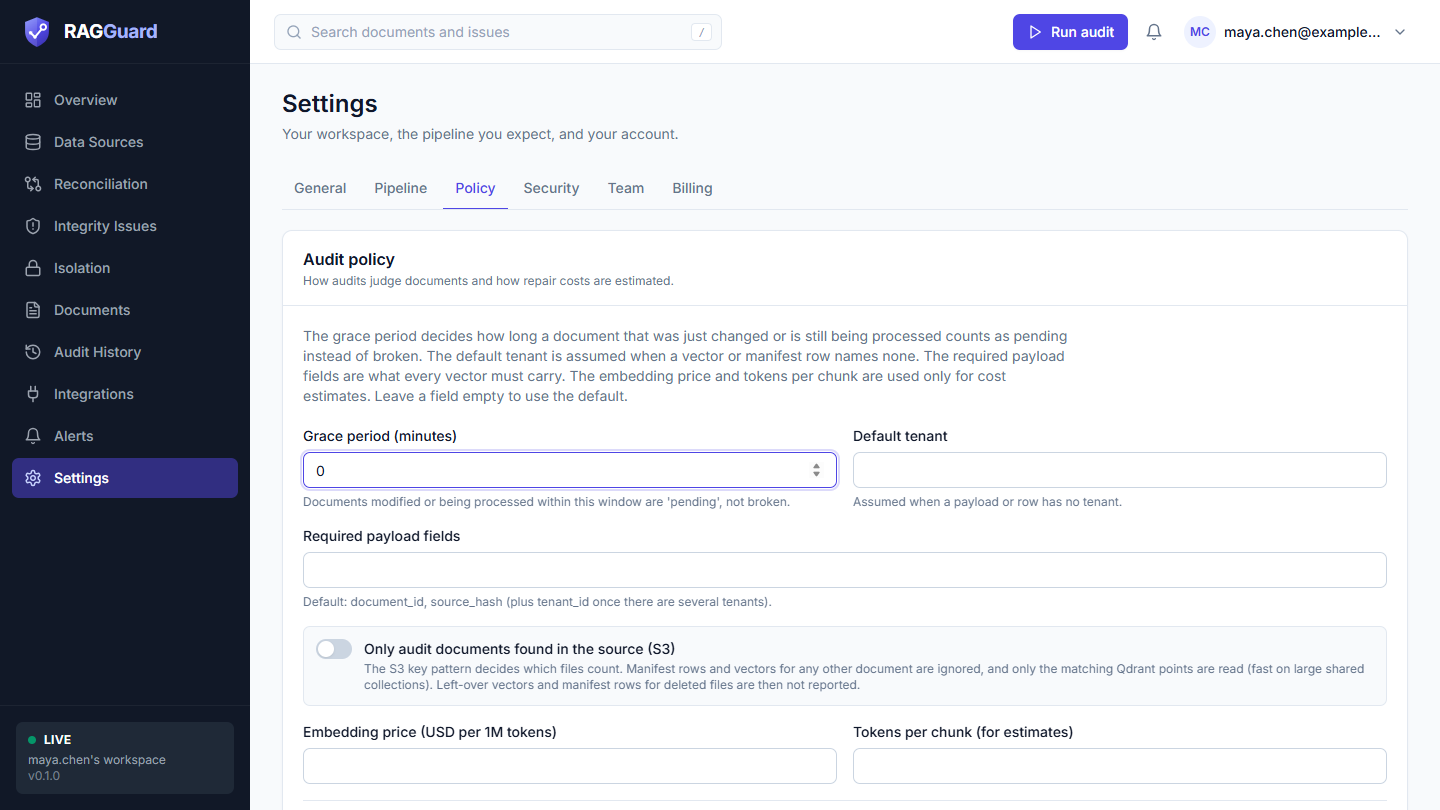 RAGGuard
Search documents and issues
/
Run audit
MC
maya.chen@example...
Overview
Data Sources
Reconciliation
Integrity Issues
Isolation
Documents
Audit History
Integrations
Alerts
Settings
LIVE
maya.chen's workspace
v0.1.0
Settings
Your workspace, the pipeline you expect, and your account.
General
Pipeline
Policy
Security
Team
Billing
Audit policy
How audits judge documents and how repair costs are estimated.
The grace period decides how long a document that was just changed or is still being processed counts as pending
instead of broken. The default tenant is assumed when a vector or manifest row names none. The required payload
fields are what every vector must carry. The embedding price and tokens per chunk are used only for cost
estimates. Leave a field empty to use the default.
Grace period (minutes)
0
Documents modified or being processed within this window are 'pending', not broken.
Default tenant
Assumed when a payload or row has no tenant.
Required payload fields
Default: document_id, source_hash (plus tenant_id once there are several tenants).
Only audit documents found in the source (S3)
The S3 key pattern decides which files count. Manifest rows and vectors for any other document are ignored, and only the matching Qdrant points are read (fast on large shared
collections). Left-over vectors and manifest rows for deleted files are then not reported.
Embedding price (USD per 1M tokens)
Tokens per chunk (for estimates)